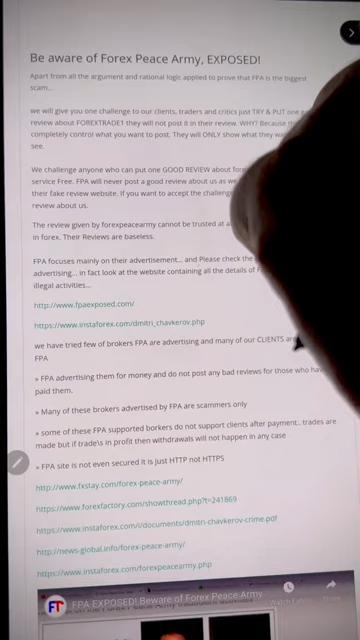 Be aware of Forex Peace Army, EXPOSED!
Apart from all the argument and rational logic applied to prove that FPA is the biggest
scam...
we will give you one challenge to our clients, traders and critics just TRY & PUT one
review about FOREXTRADE1 they will not post it in their review. WHY! Because
completely control what you want to post. They will ONLY show what they
see.
We challenge anyone who can put one GOOD REVIEW about
service Free. FPA will never post a good review about us as
their fake review website. If you want to accept the
review about us.
The review given by forexpeacearmy cannot be trusted at
in forex. Their Reviews are baseless.
FPA focuses mainly on their advertisement... and Please check the
advertising... in fact look at the website containing all the details of
illegal activities...
http://www.fpaexposed.com/
https://www.instaforex.com/dmitri_chavkerov.php
we have tried few of brokers FPA are advertising and many of our CLIENTS
FPA
» FPA advertising them for money and do not post any bad reviews for those who
paid them.
» Many of these brokers advertised by FPA are scammers only
» some of these FPA supported borkers do not support clients after payment.. trades are
made but if trade\s in profit then withdrawals will not happen in any case
» FPA site is not even secured it is just HTTP not HTTPS
http://www.fxstay.com/forex-peace-army/
https://www.forexfactory.com/showthread.php?t=241869
https://www.instaforex.com/i/documents/dmitri-chavkerov-crime.pdf
http://news-global.info/forex-peace-army/
https://www.instaforex.com/forexpeacearmy.php
FT FPA EXPOSED! Beware of Forex Peace Army
Share